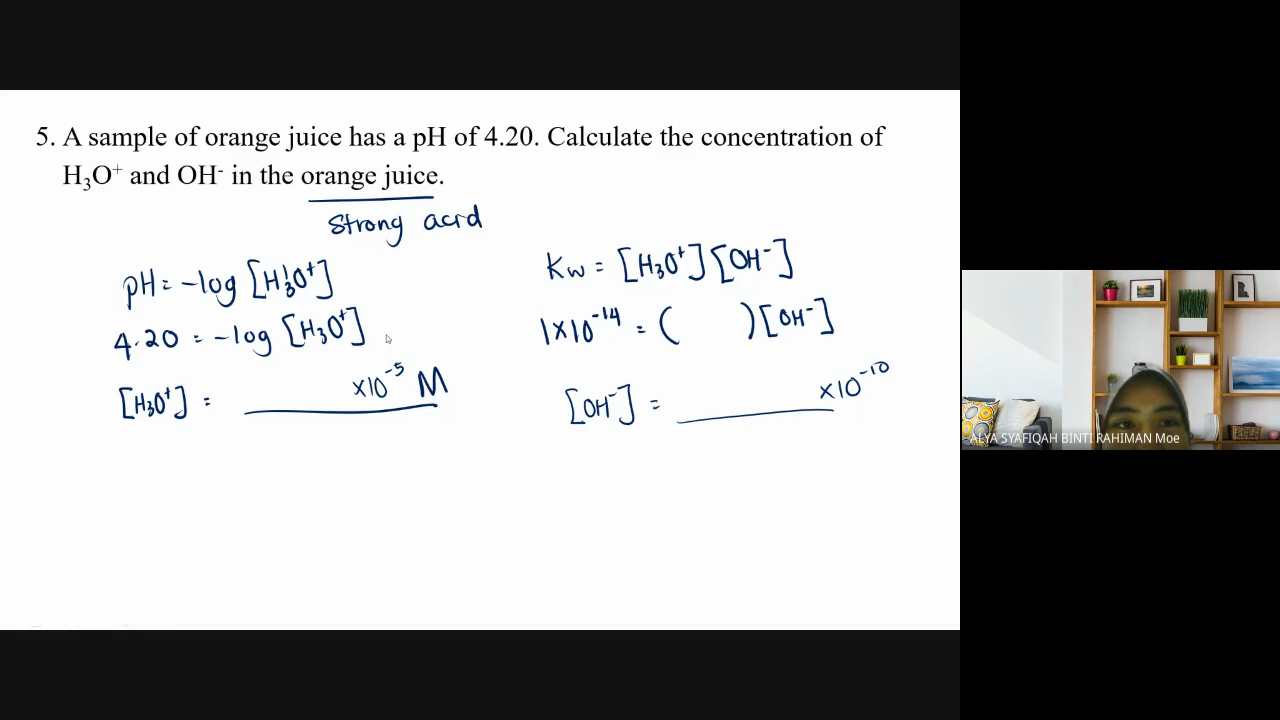 5. A sample of orange juice has a pH of 4.20. Calculate the concentration of
H₃O⁺ and OH⁻ in the orange juice.
Strong acid
pH = -log [H₃O⁺]
4.20 = -log [H₃O⁺]
[H₃O⁺] = ______ ×10⁻⁵ M
Kw = [H₃O⁺][OH⁻]
1×10⁻¹⁴ = ( )[OH⁻]
[OH⁻] = ______ ×10⁻¹⁰
ALYA SYAFIQAH BINTI RAHIMAN Moe